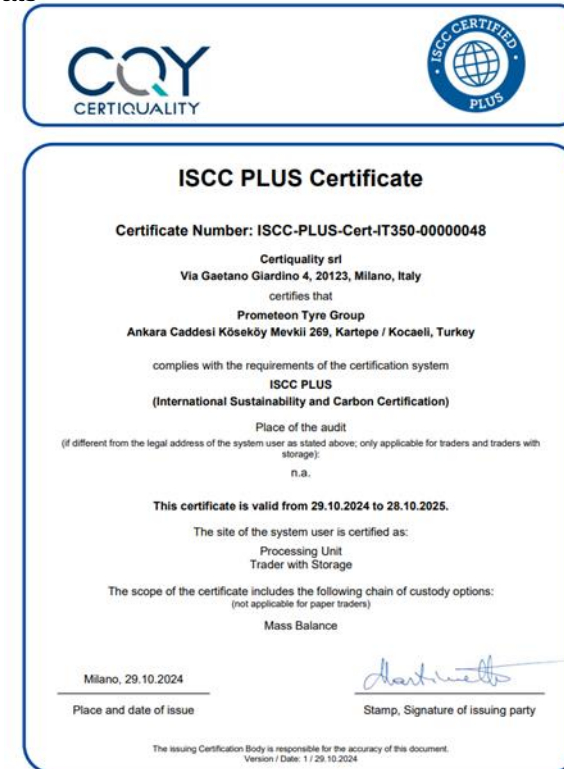 CQY
CERTIQUALITY
ISCC CERTIFIED
PLUS
ISCC PLUS Certificate
Certificate Number: ISCC-PLUS-Cert-IT350-00000048
Certiquality srl
Via Gaetano Giardino 4, 20123, Milano, Italy
certifies that
Prometeon Tyre Group
Ankara Caddesi Köseköy Mevkii 269, Kartepe / Kocaeli, Turkey
complies with the requirements of the certification system
ISCC PLUS
(International Sustainability and Carbon Certification)
Place of the audit
(if different from the legal address of the system user as stated above; only applicable for traders and traders with
storage):
n.a.
This certificate is valid from 29.10.2024 to 28.10.2025.
The site of the system user is certified as:
Processing Unit
Trader with Storage
The scope of the certificate includes the following chain of custody options:
(not applicable for paper traders)
Mass Balance
Milano, 29.10.2024
Place and date of issue
Stamp, Signature of issuing party
The issuing Certification Body is responsible for the accuracy of this document.
Version / Date: 1 / 29.10.2024